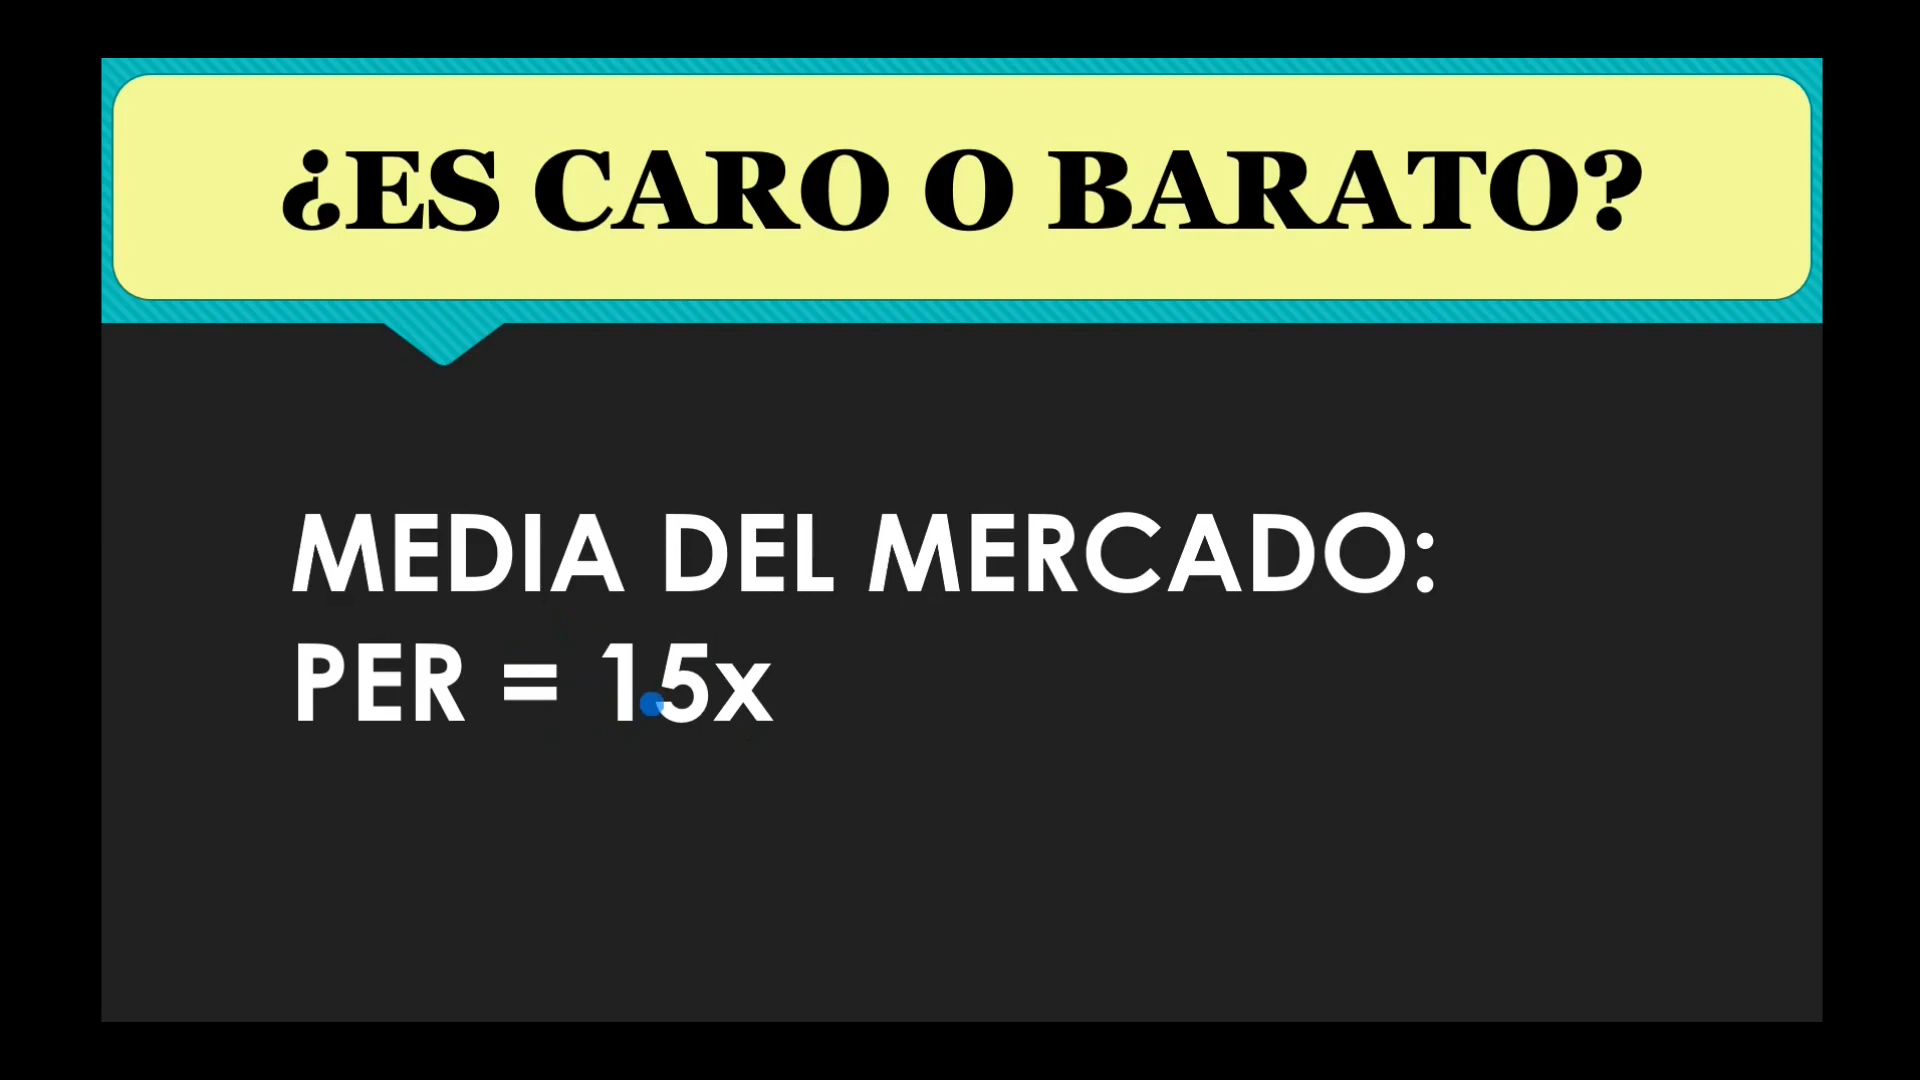 ¿ES CARO O BARATO?
MEDIA DEL MERCADO:
PER = 15x